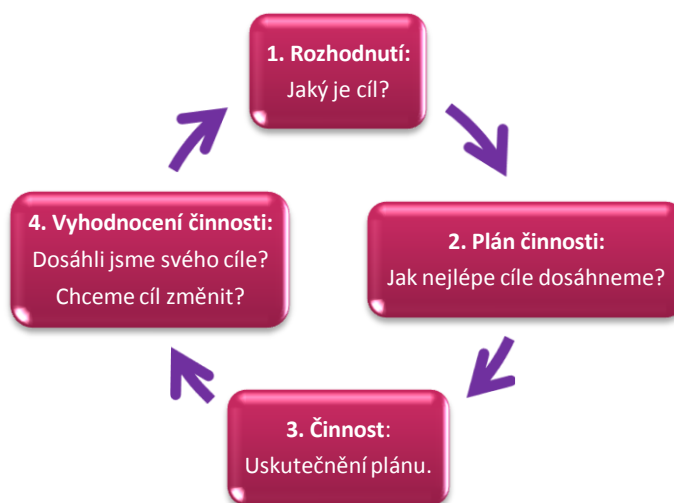 1. Rozhodnutí:
Jaký je cíl?
2. Plán činnosti:
Jak nejlépe cíle dosáhneme?
3. Činnost:
Uskutečnění plánu.
4. Vyhodnocení činnosti:
Dosáhli jsme svého cíle?
Chceme cíl změnit?